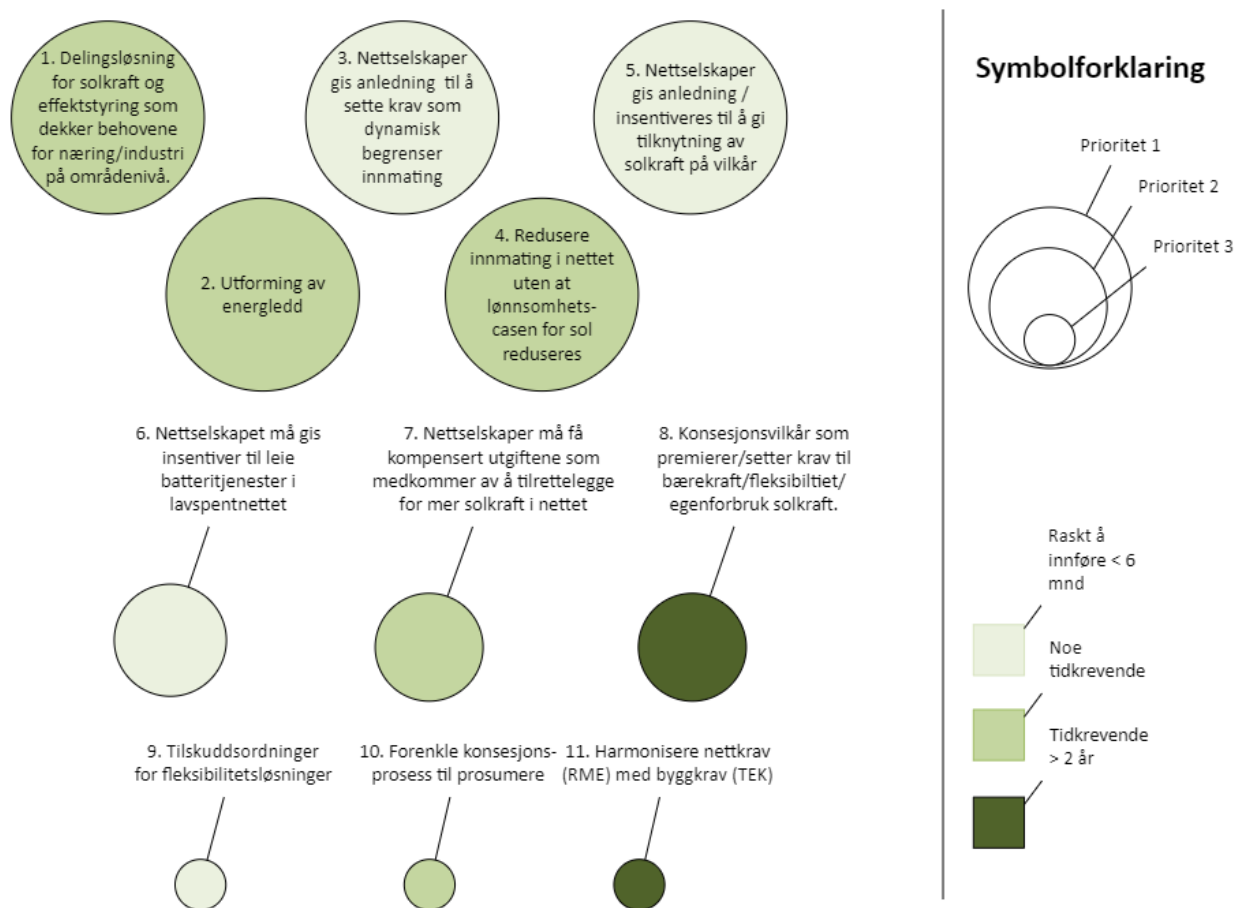 1. Delingsløsning
for solkraft og
effektstyring som
dekker behovene
for næring/industri
på områdenivå.
3. Nettselskaper
gis anledning til å
sette krav som
dynamisk
begrenser
innmating
5. Nettselskaper
gis anledning /
insentiveres til å gi
tilknytning av
solkraft på vilkår
2. Utforming av
energledd
4. Redusere
innmating i nettet
uten at
lønnsomhets-
casen for sol
reduseres
6. Nettselskapet må gis
insentiver til leie
batteritjenester i
lavspentnettet
7. Nettselskaper må få
kompensert utgiftene som
medkommer av å tilrettelegge
for mer solkraft i nettet
8. Konsesjonsvilkår som
premierer/setter krav til
bærekraft/fleksibiltiet/
egenforbruk solkraft.
9. Tilskuddsordninger
for fleksibilitetsløsninger
10. Forenkle konsesjons-
prosess til prosumere
11. Harmonisere nettkrav
(RME) med byggkrav (TEK)
Symbolforklaring
Prioritet 1
Prioritet 2
Prioritet 3
Raskt å
innføre < 6
mnd
Noe
tidkrevende
Tidkrevende
> 2 år